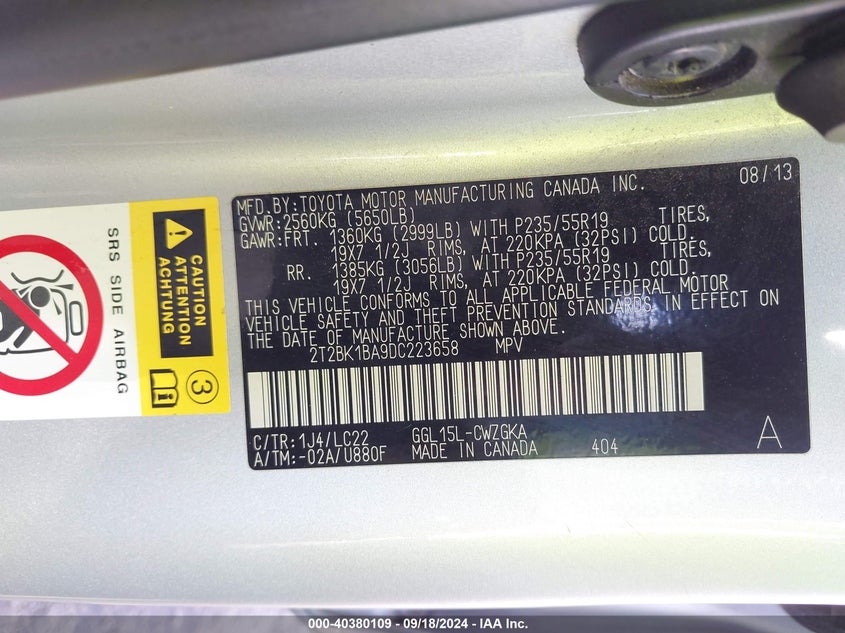 MFD.BY:TOYOTA MOTOR MANUFACTURING CANADA INC. 08/13
GVWR:2560KG (5650LB)
GAWR:FRT. 1360KG (2999LB) WITH P235/55R19 TIRES,
19X7 1/2J RIMS, AT 220KPA (32PSI) COLD.
RR. 1385KG (3056LB) WITH P235/55R19 TIRES,
19X7 1/2J RIMS, AT 220KPA (32PSI) COLD.
THIS VEHICLE CONFORMS TO ALL APPLICABLE FEDERAL MOTOR
VEHICLE SAFETY AND THEFT PREVENTION STANDARDS IN EFFECT ON
THE DATE OF MANUFACTURE SHOWN ABOVE.
2T2BK1BA9DC223658 MPV
C/TR:1J4/LC22 GGL15L-CWZGKA
A/TM:-02A/U880F MADE IN CANADA 404 A
CAUTION
ATTENTION
ACHTUNG
3
i
SRS SIDE AIRBAG
000-40380109 - 09/18/2024 - IAA Inc.